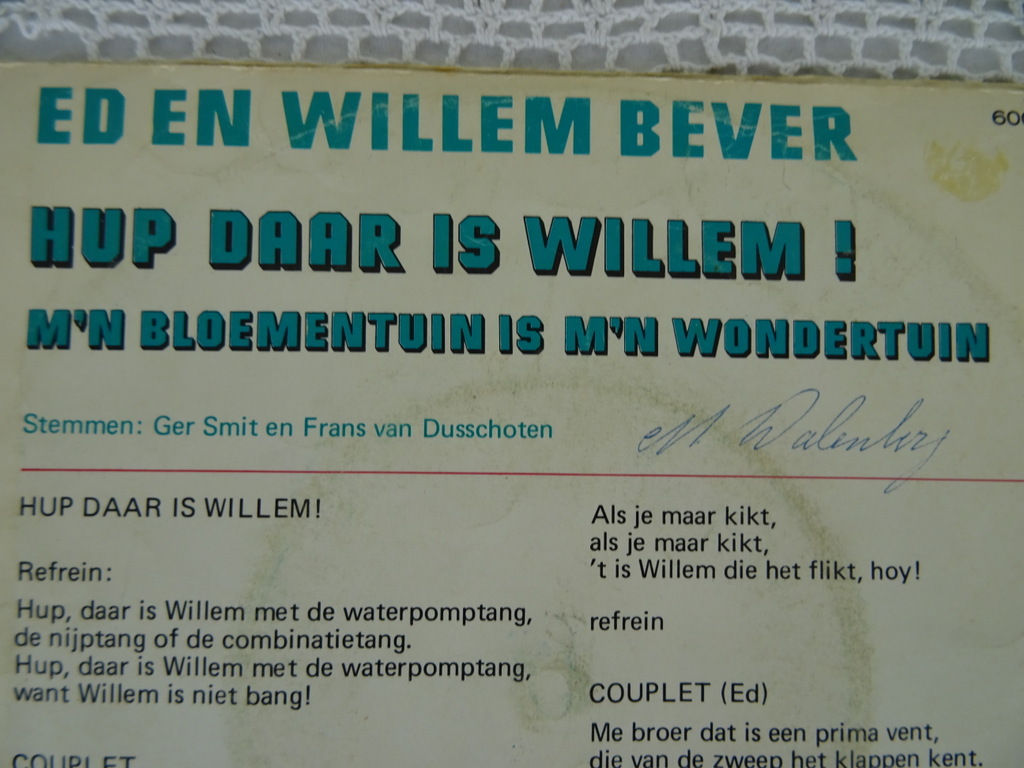 ED EN WILLEM BEVER
600
HUP DAAR IS WILLEM !
M'N BLOEMENTUIN IS M'N WONDERTUIN
Stemmen: Ger Smit en Frans van Dusschoten
M Walenberg
HUP DAAR IS WILLEM!
Refrein:
Hup, daar is Willem met de waterpomptang,
de nijptang of de combinatietang.
Hup, daar is Willem met de waterpomptang,
want Willem is niet bang!
COUPLET
Als je maar kikt,
als je maar kikt,
't is Willem die het flikt, hoy!
refrein
COUPLET (Ed)
Me broer dat is een prima vent,
die van de zweep het klappen kent.